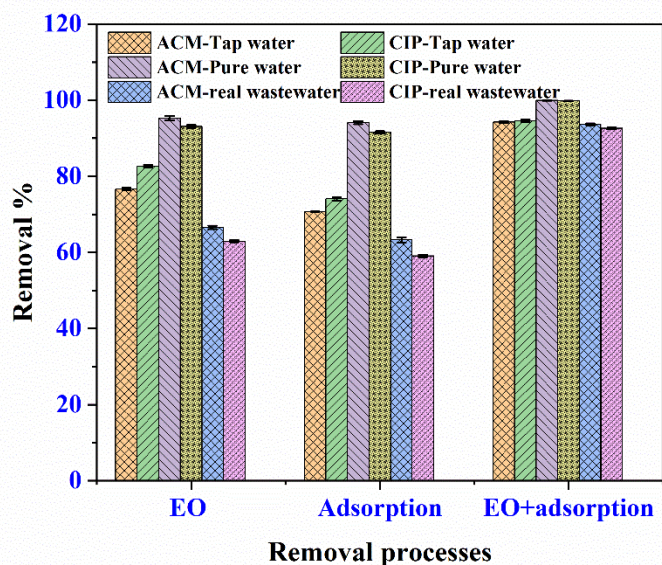 120
100
80
60
40
20
0
Removal %
ACM-Tap water
CIP-Tap water
ACM-Pure water
CIP-Pure water
ACM-real wastewater
CIP-real wastewater
EO
Adsorption
EO+adsorption
Removal processes